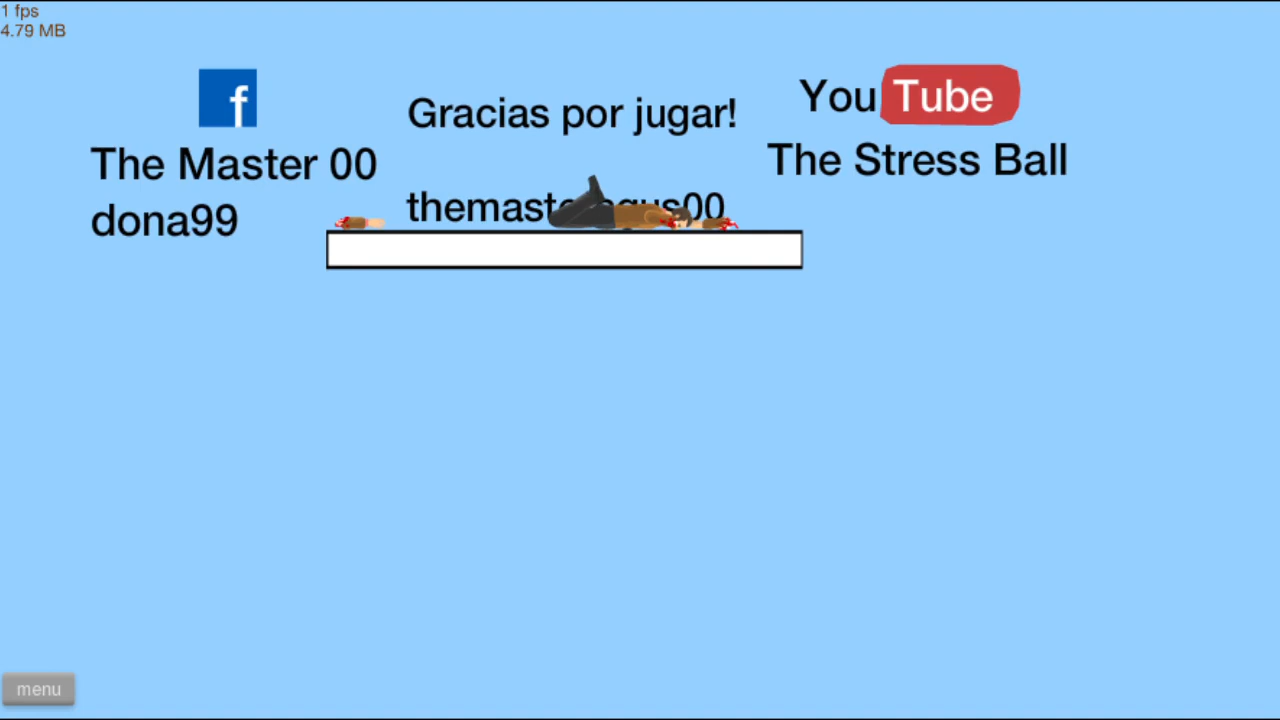 1 fps
4.79 MB
f
You Tube
Gracias por jugar!
The Master 00
The Stress Ball
dona99
menu